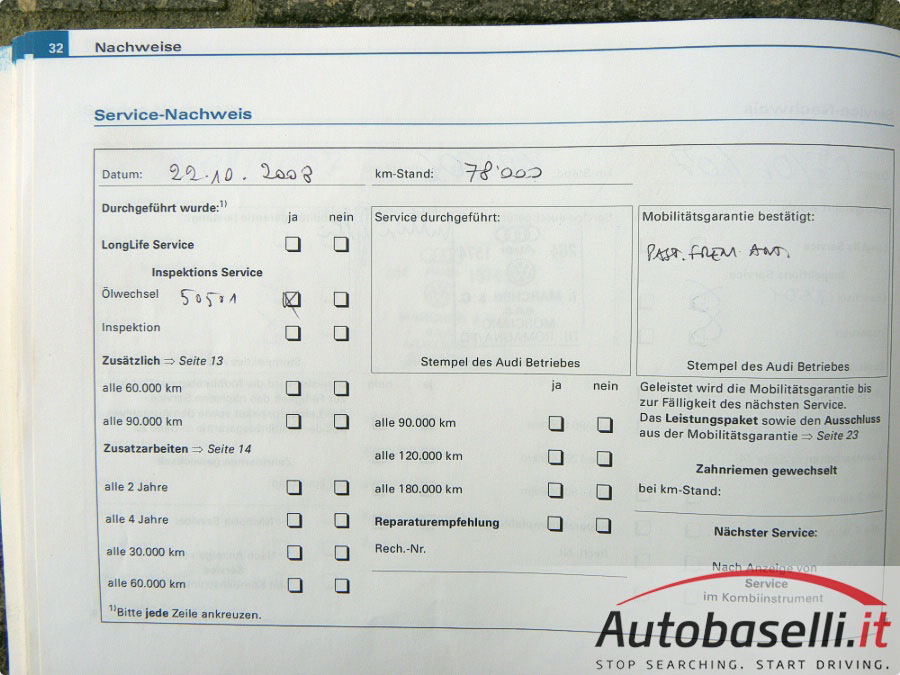 32 Nachweise
Service-Nachweis
Datum: 22.10.2008 km-Stand: 78'000
Durchgeführt wurde:1)
ja nein
LongLife Service
Inspektions Service
Ölwechsel 50501
Inspektion
Zusätzlich ⇒ Seite 13
alle 60.000 km
alle 90.000 km
Zusatzarbeiten ⇒ Seite 14
alle 2 Jahre
alle 4 Jahre
alle 30.000 km
alle 60.000 km
1)Bitte jede Zeile ankreuzen.
Service durchgeführt:
Stempel des Audi Betriebes
ja nein
alle 90.000 km
alle 120.000 km
alle 180.000 km
Reparaturempfehlung
Rech.-Nr.
Mobilitätsgarantie bestätigt:
PAST. FREM. ANT.
Stempel des Audi Betriebes
Geleistet wird die Mobilitätsgarantie bis
zur Fälligkeit des nächsten Service.
Das Leistungspaket sowie den Ausschluss
aus der Mobilitätsgarantie ⇒ Seite 23
Zahnriemen gewechselt
bei km-Stand:
Nächster Service:
Nach Anzeige von
Service
im Kombiinstrument
Autobaselli.it
STOP SEARCHING. START DRIVING.